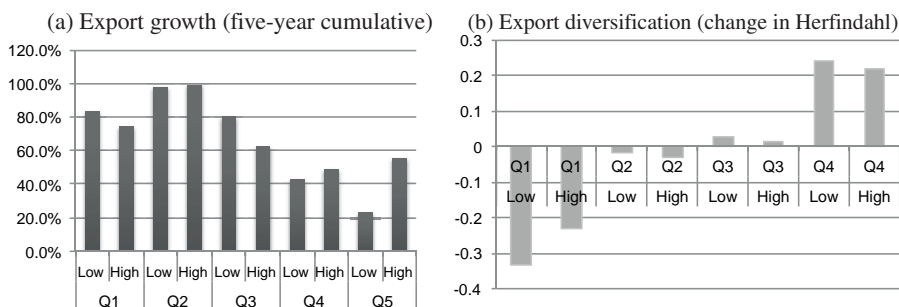 (a) Export growth (five-year cumulative)
120.0%
100.0%
80.0%
60.0%
40.0%
20.0%
0.0%
Low High Low High Low High Low High Low High
Q1 Q2 Q3 Q4 Q5
(b) Export diversification (change in Herfindahl)
0.3
0.2
0.1
0
-0.1
-0.2
-0.3
-0.4
Q1 Q1 Q2 Q2 Q3 Q3 Q4 Q4
Low High Low High Low High Low High